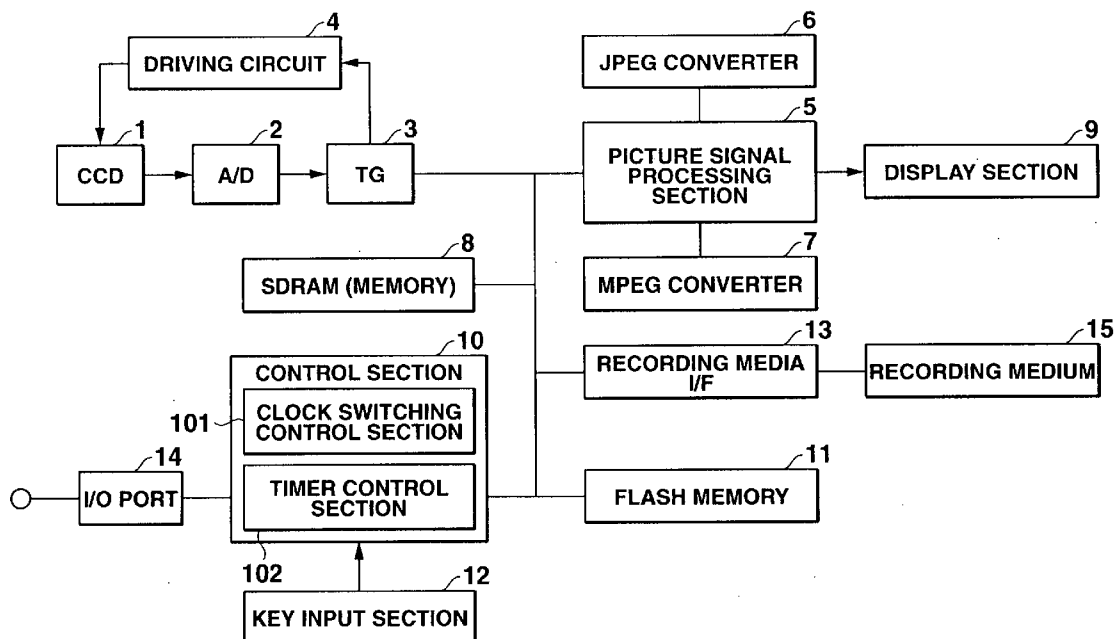 4
DRIVING CIRCUIT
1
CCD
2
A/D
3
TG
6
JPEG CONVERTER
5
PICTURE SIGNAL
PROCESSING
SECTION
9
DISPLAY SECTION
7
MPEG CONVERTER
8
SDRAM (MEMORY)
10
CONTROL SECTION
101
CLOCK SWITCHING
CONTROL SECTION
TIMER CONTROL
SECTION
102
14
I/O PORT
12
KEY INPUT SECTION
13
RECORDING MEDIA
I/F
15
RECORDING MEDIUM
11
FLASH MEMORY